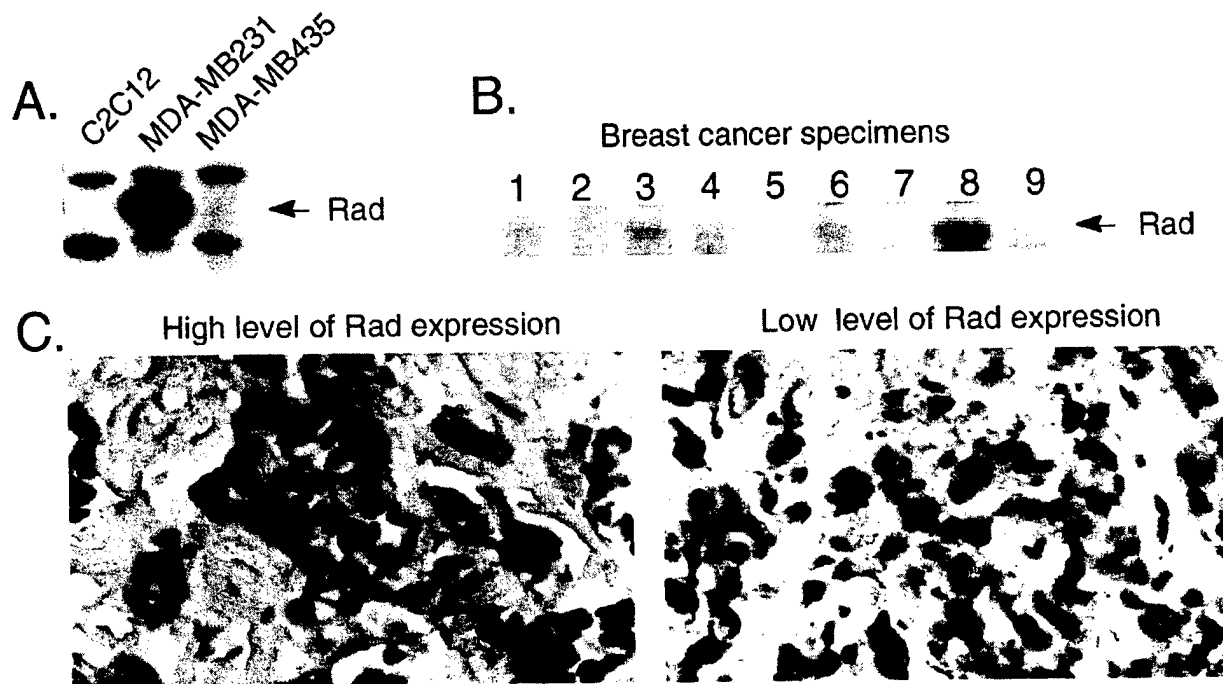 A.
C2C12
MDA-MB231
MDA-MB435
Rad
B.
Breast cancer specimens
1 2 3 4 5 6 7 8 9
Rad
C.
High level of Rad expression
Low level of Rad expression